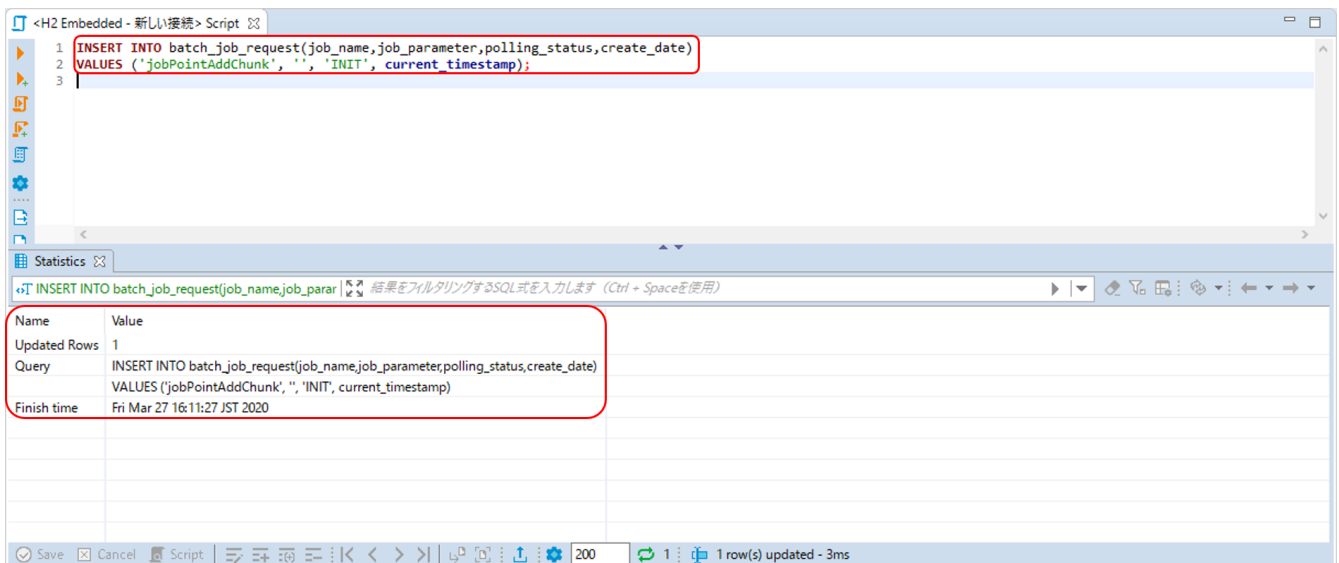 <H2 Embedded - 新しい接続> Script
1 INSERT INTO batch_job_request(job_name,job_parameter,polling_status,create_date)
2 VALUES ('jobPointAddChunk', '', 'INIT', current_timestamp);
3
Statistics
INSERT INTO batch_job_request(job_name,job_parar 結果をフィルタリングするSQL式を入力します (Ctrl + Spaceを使用)
Name Value
Updated Rows 1
Query INSERT INTO batch_job_request(job_name,job_parameter,polling_status,create_date)
VALUES ('jobPointAddChunk', '', 'INIT', current_timestamp)
Finish time Fri Mar 27 16:11:27 JST 2020
Save Cancel Script 200 1 1 row(s) updated - 3ms